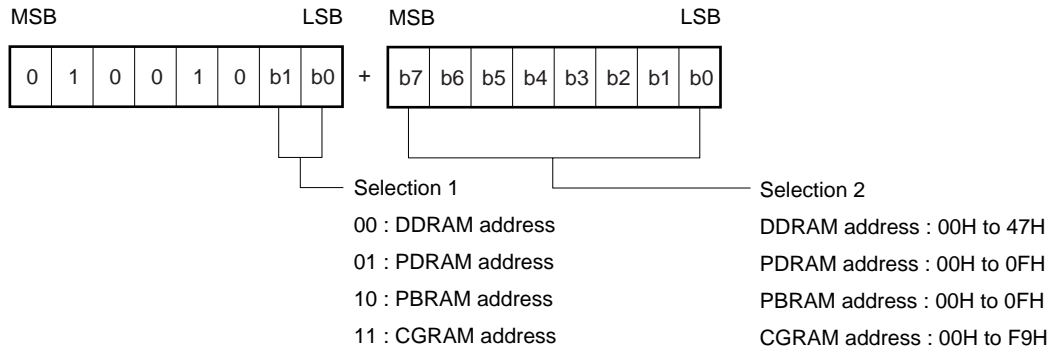 MSB LSB MSB LSB
0 1 0 0 1 0 b1 b0 + b7 b6 b5 b4 b3 b2 b1 b0
Selection 1 Selection 2
00 : DDRAM address DDRAM address : 00H to 47H
01 : PDRAM address PDRAM address : 00H to 0FH
10 : PBRAM address PBRAM address : 00H to 0FH
11 : CGRAM address CGRAM address : 00H to F9H